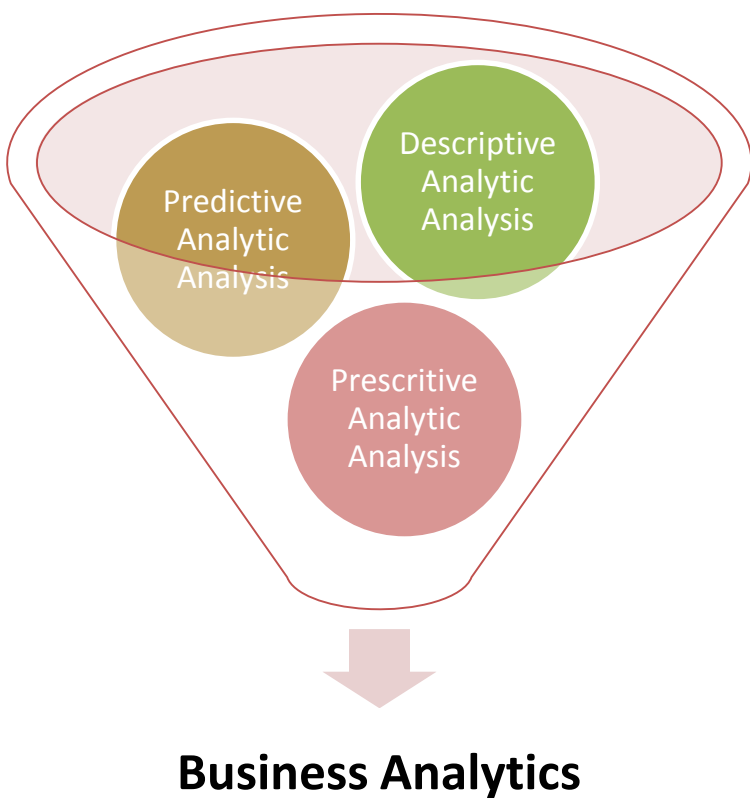 Descriptive
Analytic
Analysis
Predictive
Analytic
Analysis
Prescritive
Analytic
Analysis
Business Analytics